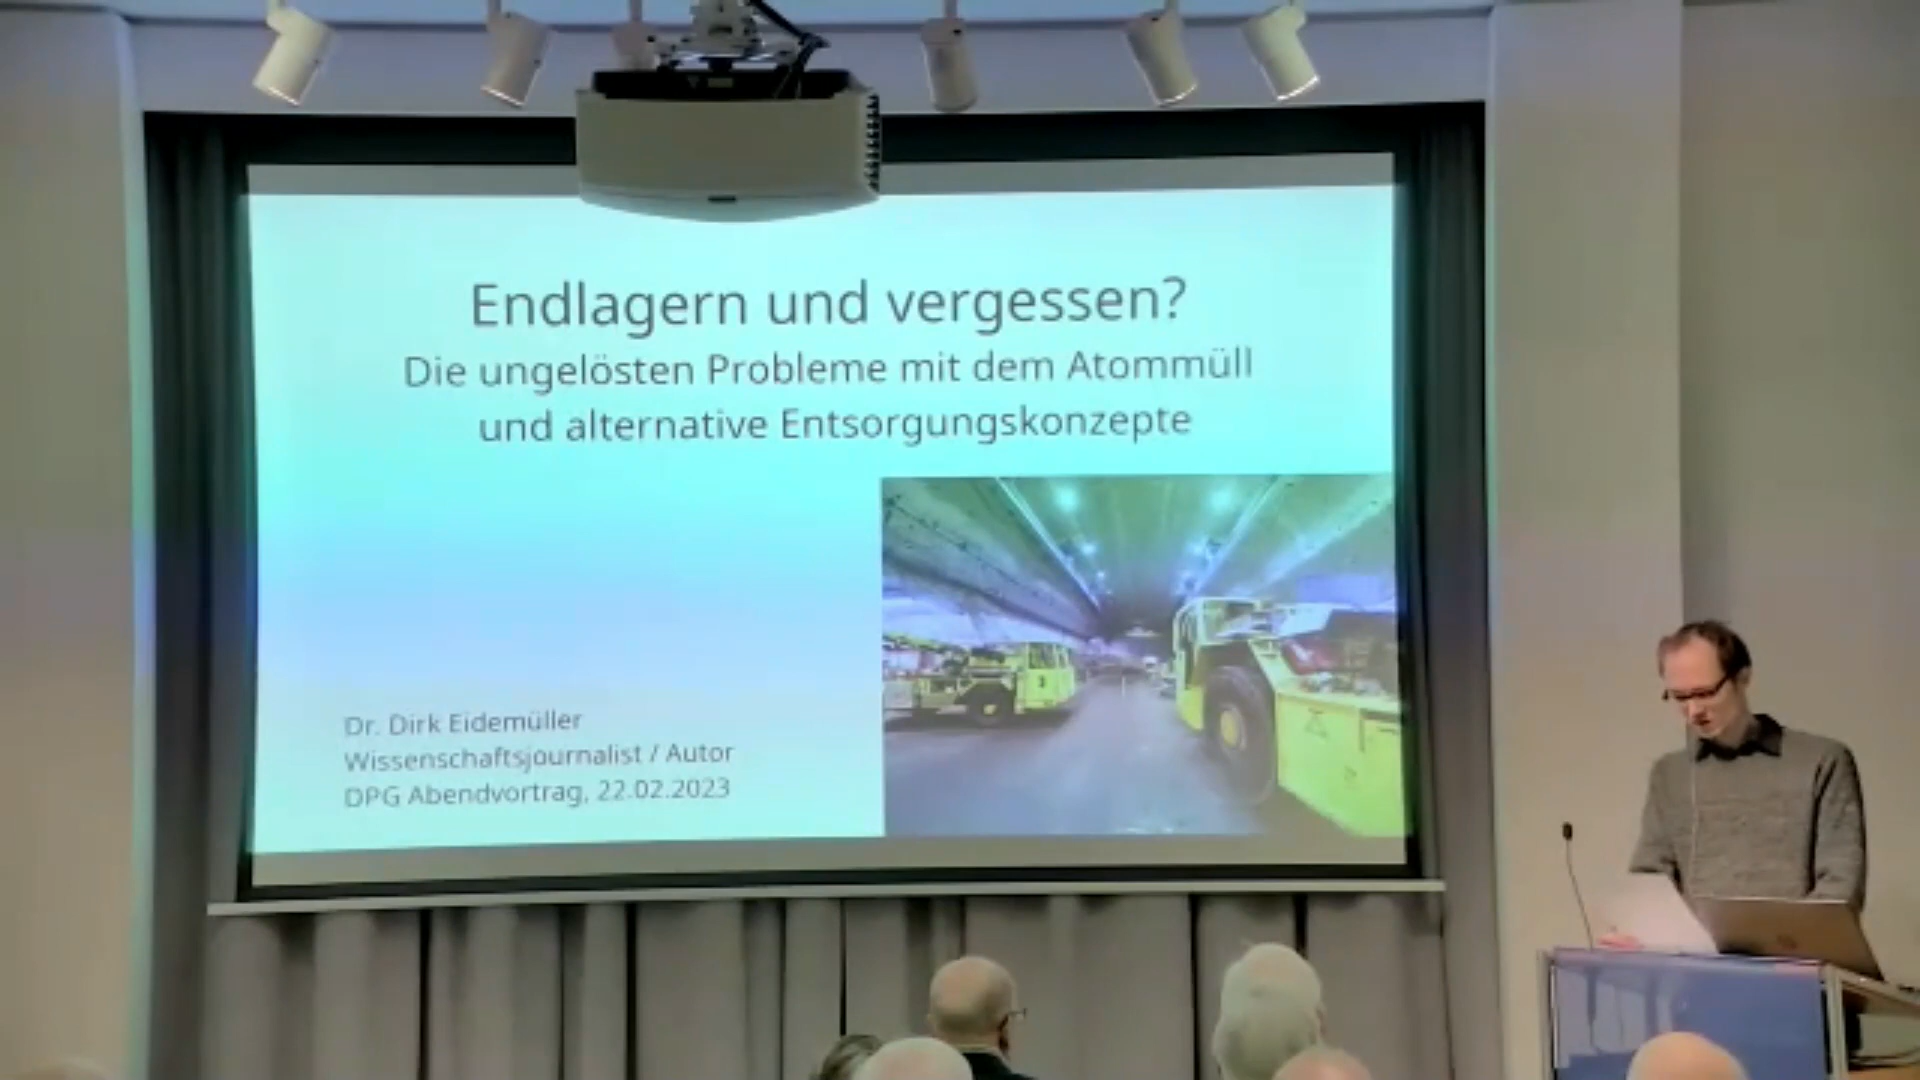 Endlagern und vergessen?
Die ungelösten Probleme mit dem Atommüll
und alternative Entsorgungskonzepte
Dr. Dirk Eidemüller
Wissenschaftsjournalist / Autor
DPG Abendvortrag, 22.02.2023